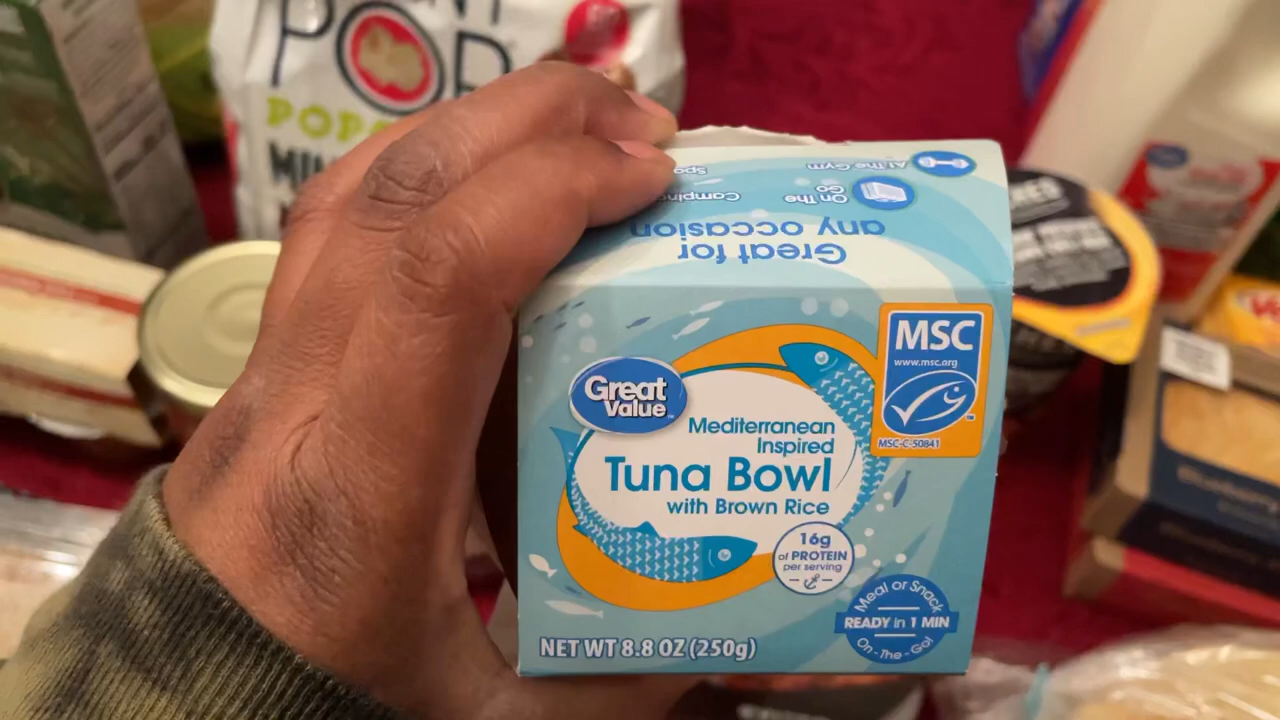 POP
At The Gym
On The
Go
Great for
any occasion
MSC
www.msc.org
MSC-C-50841
Great
Value
Mediterranean
Inspired
Tuna Bowl
with Brown Rice
16g
of PROTEIN
per serving
Meal or Snack
READY in 1 MIN
On-The-Go!
NET WT 8.8 OZ (250g)